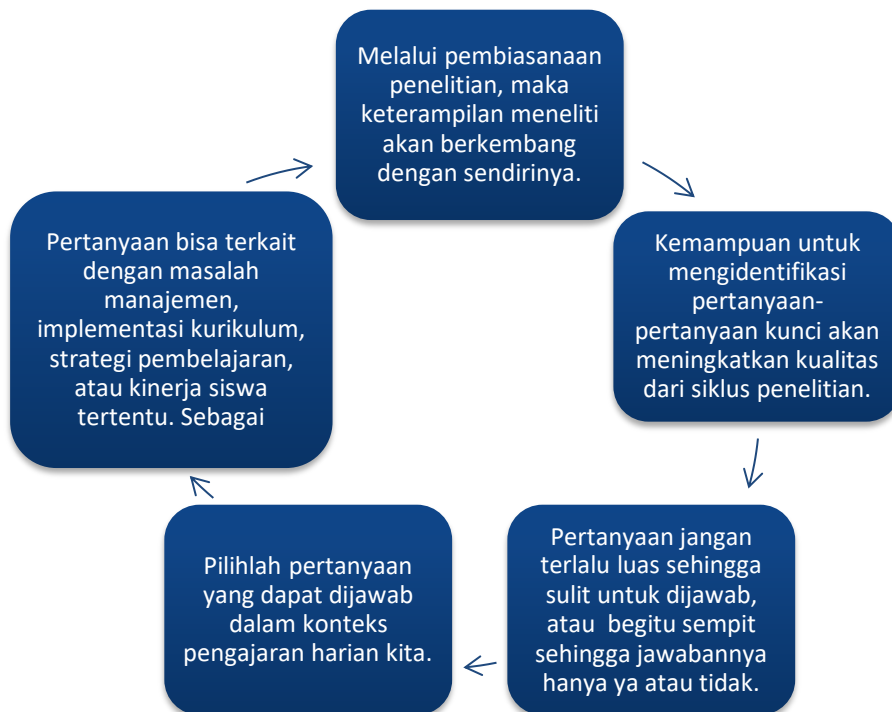 Melalui pembiasanaan
penelitian, maka
keterampilan meneliti
akan berkembang
dengan sendirinya.
Kemampuan untuk
mengidentifikasi
pertanyaan-
pertanyaan kunci akan
meningkatkan kualitas
dari siklus penelitian.
Pertanyaan jangan
terlalu luas sehingga
sulit untuk dijawab,
atau begitu sempit
sehingga jawabannya
hanya ya atau tidak.
Pilihlah pertanyaan
yang dapat dijawab
dalam konteks
pengajaran harian kita.
Pertanyaan bisa terkait
dengan masalah
manajemen,
implementasi kurikulum,
strategi pembelajaran,
atau kinerja siswa
tertentu. Sebagai